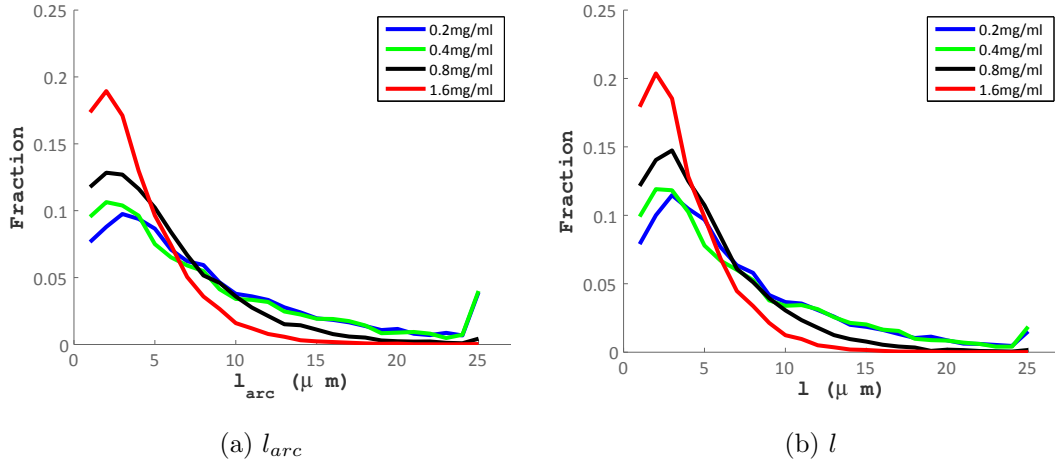 0.25
0.2
0.15
0.1
0.05
0
Fraction
0 5 10 15 20 25
l_arc (μ m)
0.2mg/ml
0.4mg/ml
0.8mg/ml
1.6mg/ml
(a) l_arc
0.25
0.2
0.15
0.1
0.05
0
Fraction
0 5 10 15 20 25
l (μ m)
0.2mg/ml
0.4mg/ml
0.8mg/ml
1.6mg/ml
(b) l